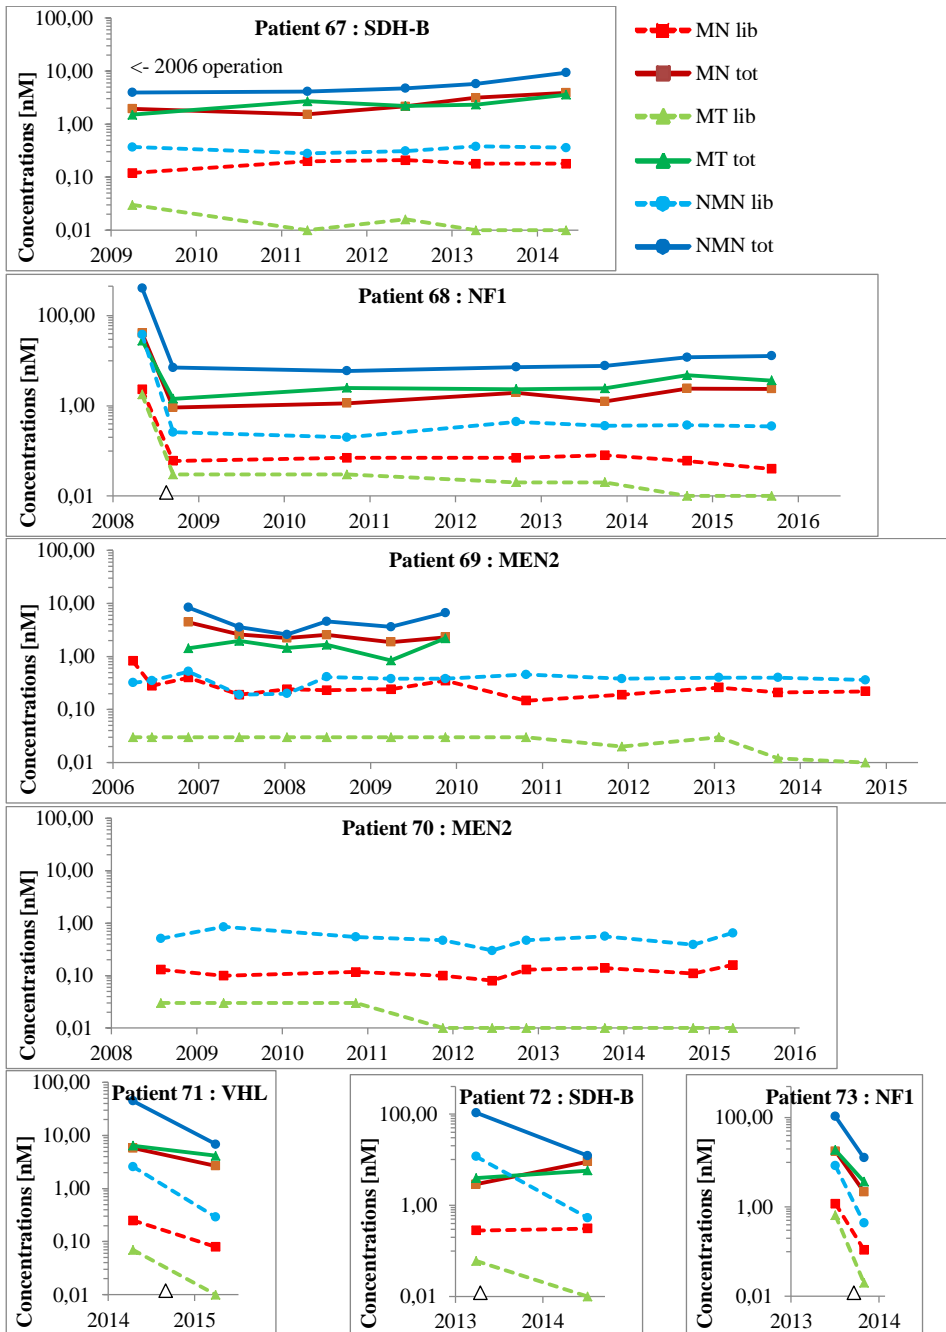 Patient 67 : SDH-B
<- 2006 operation
Concentrations [nM]
100,00
10,00
1,00
0,10
0,01
2009 2010 2011 2012 2013 2014
MN lib
MN tot
MT lib
MT tot
NMN lib
NMN tot
Patient 68 : NF1
Concentrations [nM]
100,00
1,00
0,01
2008 2009 2010 2011 2012 2013 2014 2015 2016
Patient 69 : MEN2
Concentrations [nM]
100,00
10,00
1,00
0,10
0,01
2006 2007 2008 2009 2010 2011 2012 2013 2014 2015
Patient 70 : MEN2
Concentrations [nM]
100,00
10,00
1,00
0,10
0,01
2008 2009 2010 2011 2012 2013 2014 2015 2016
Patient 71 : VHL
Concentrations [nM]
100,00
10,00
1,00
0,10
0,01
2014 2015
Patient 72 : SDH-B
Concentrations [nM]
100,00
1,00
0,01
2013 2014
Patient 73 : NF1
Concentrations [nM]
100,00
1,00
0,01
2013 2014